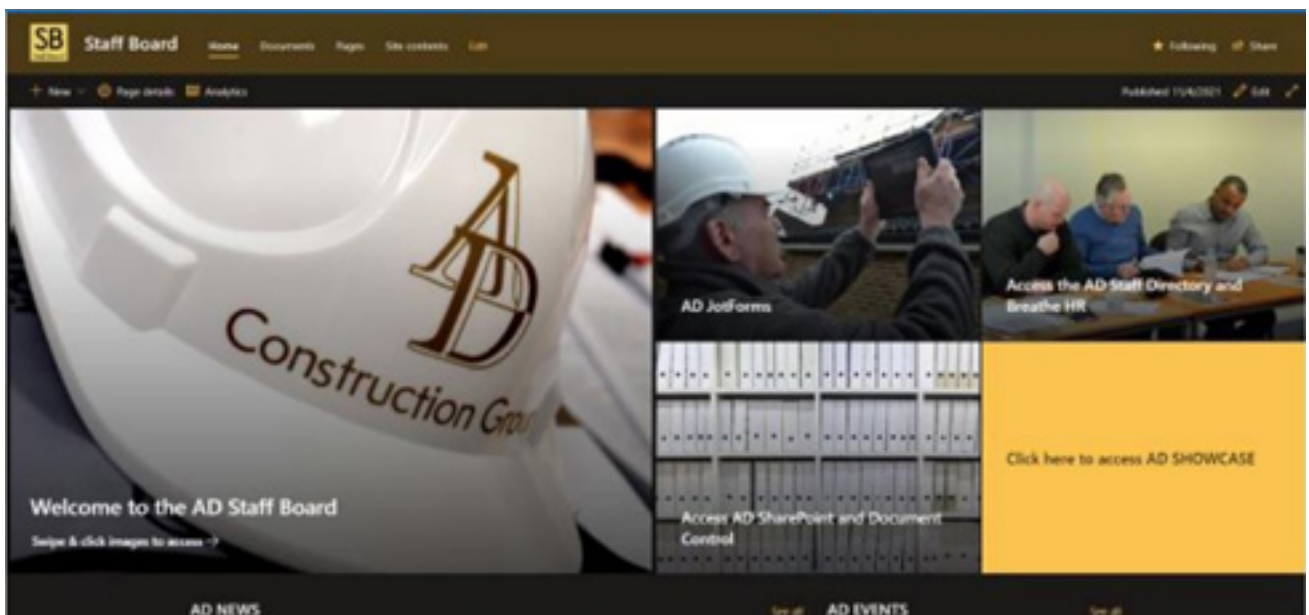 SB
Staff Board
Home Documents Pages Site contents Edit
Following Share
New Page details Analytics
Published 11/4/2021 Edit
AD
Construction Grou
Welcome to the AD Staff Board
Swipe & click images to access →
AD JotForms
Access the AD Staff Directory and
Breathe HR
Access AD SharePoint and Document
Control
Click here to access AD SHOWCASE
AD NEWS
See all
AD EVENTS
See all